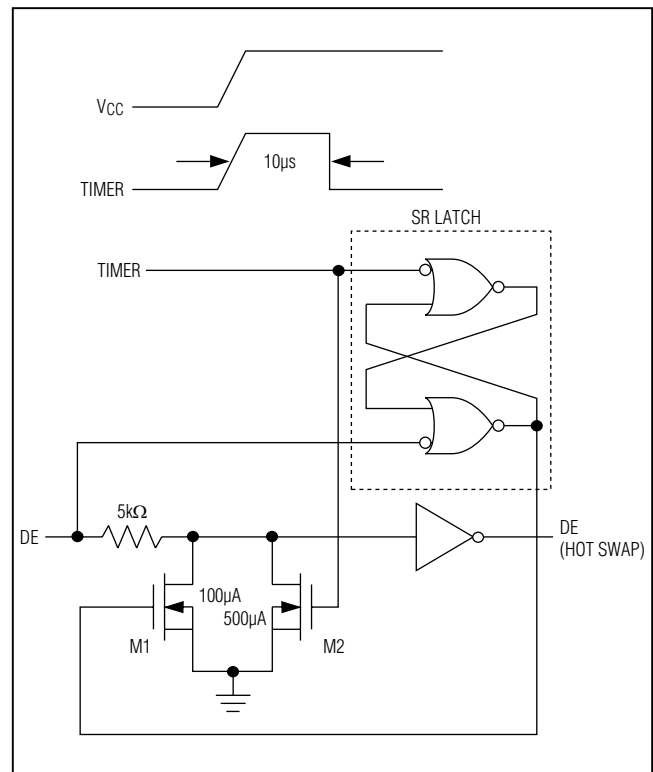 VCC
10µs
TIMER
SR LATCH
TIMER
5kΩ
DE
DE
(HOT SWAP)
100µA
500µA
M1
M2